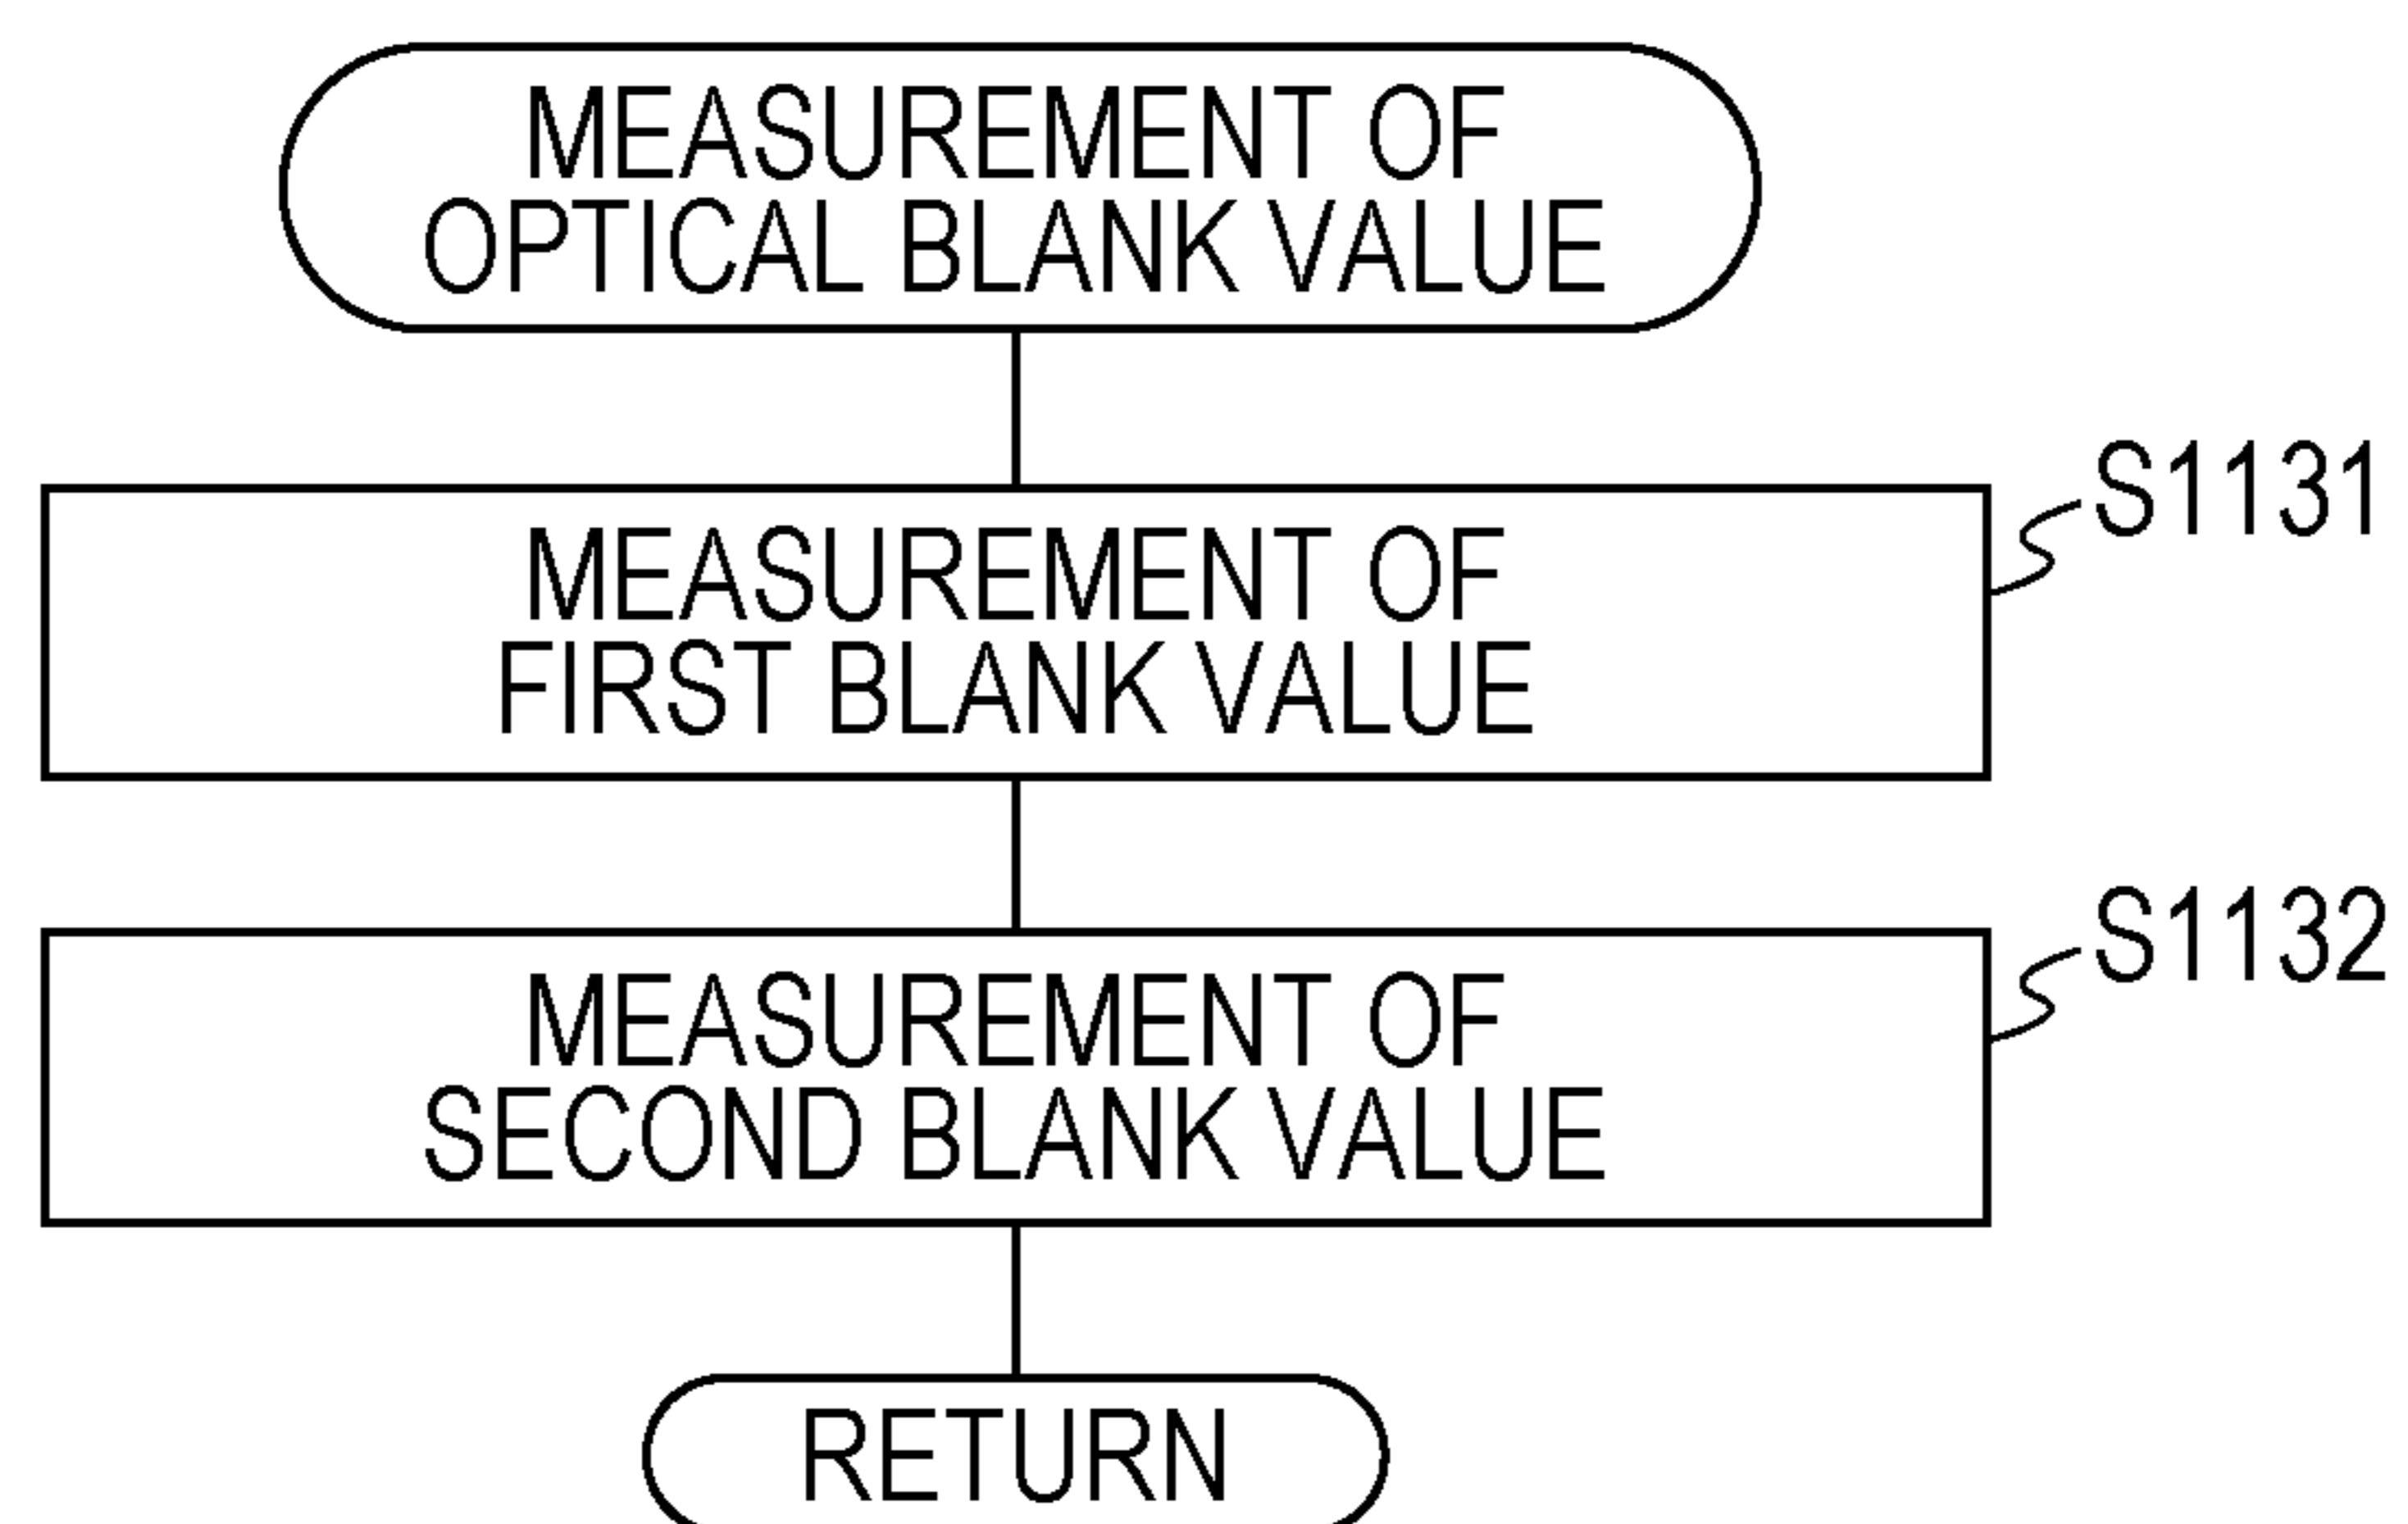 MEASUREMENT OF
OPTICAL BLANK VALUE
S1131
MEASUREMENT OF
FIRST BLANK VALUE
S1132
MEASUREMENT OF
SECOND BLANK VALUE
RETURN